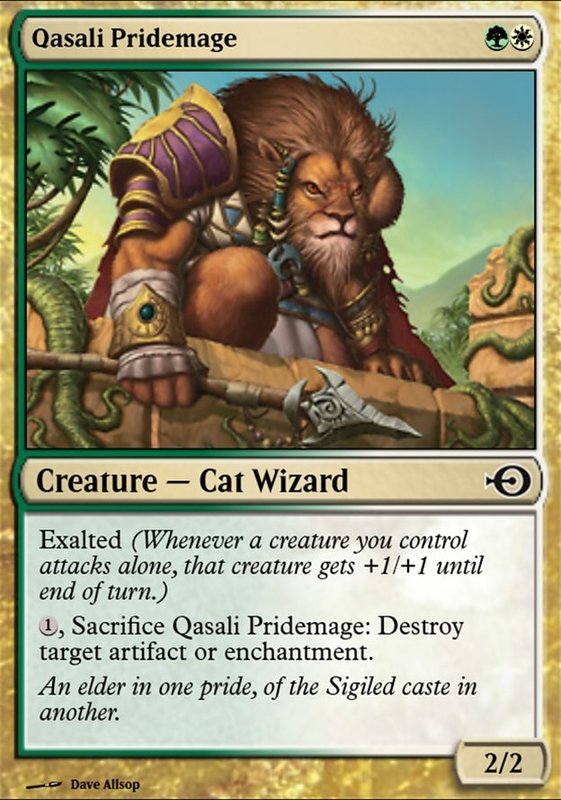 Qasali Pridemage
Creature — Cat Wizard
Exalted (Whenever a creature you control
attacks alone, that creature gets +1/+1 until
end of turn.)
1, Sacrifice Qasali Pridemage: Destroy
target artifact or enchantment.
An elder in one pride, of the Sigiled caste in
another.
2/2
Dave Allsop